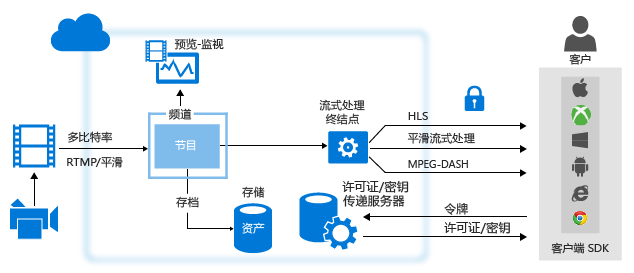 预览-监视
客户
频道
流式处理
终结点
HLS
多比特率
节目
平滑流式处理
RTMP/平滑
MPEG-DASH
存储
许可证/密钥
传递服务器
存档
令牌
资产
许可证/密钥
客户端 SDK